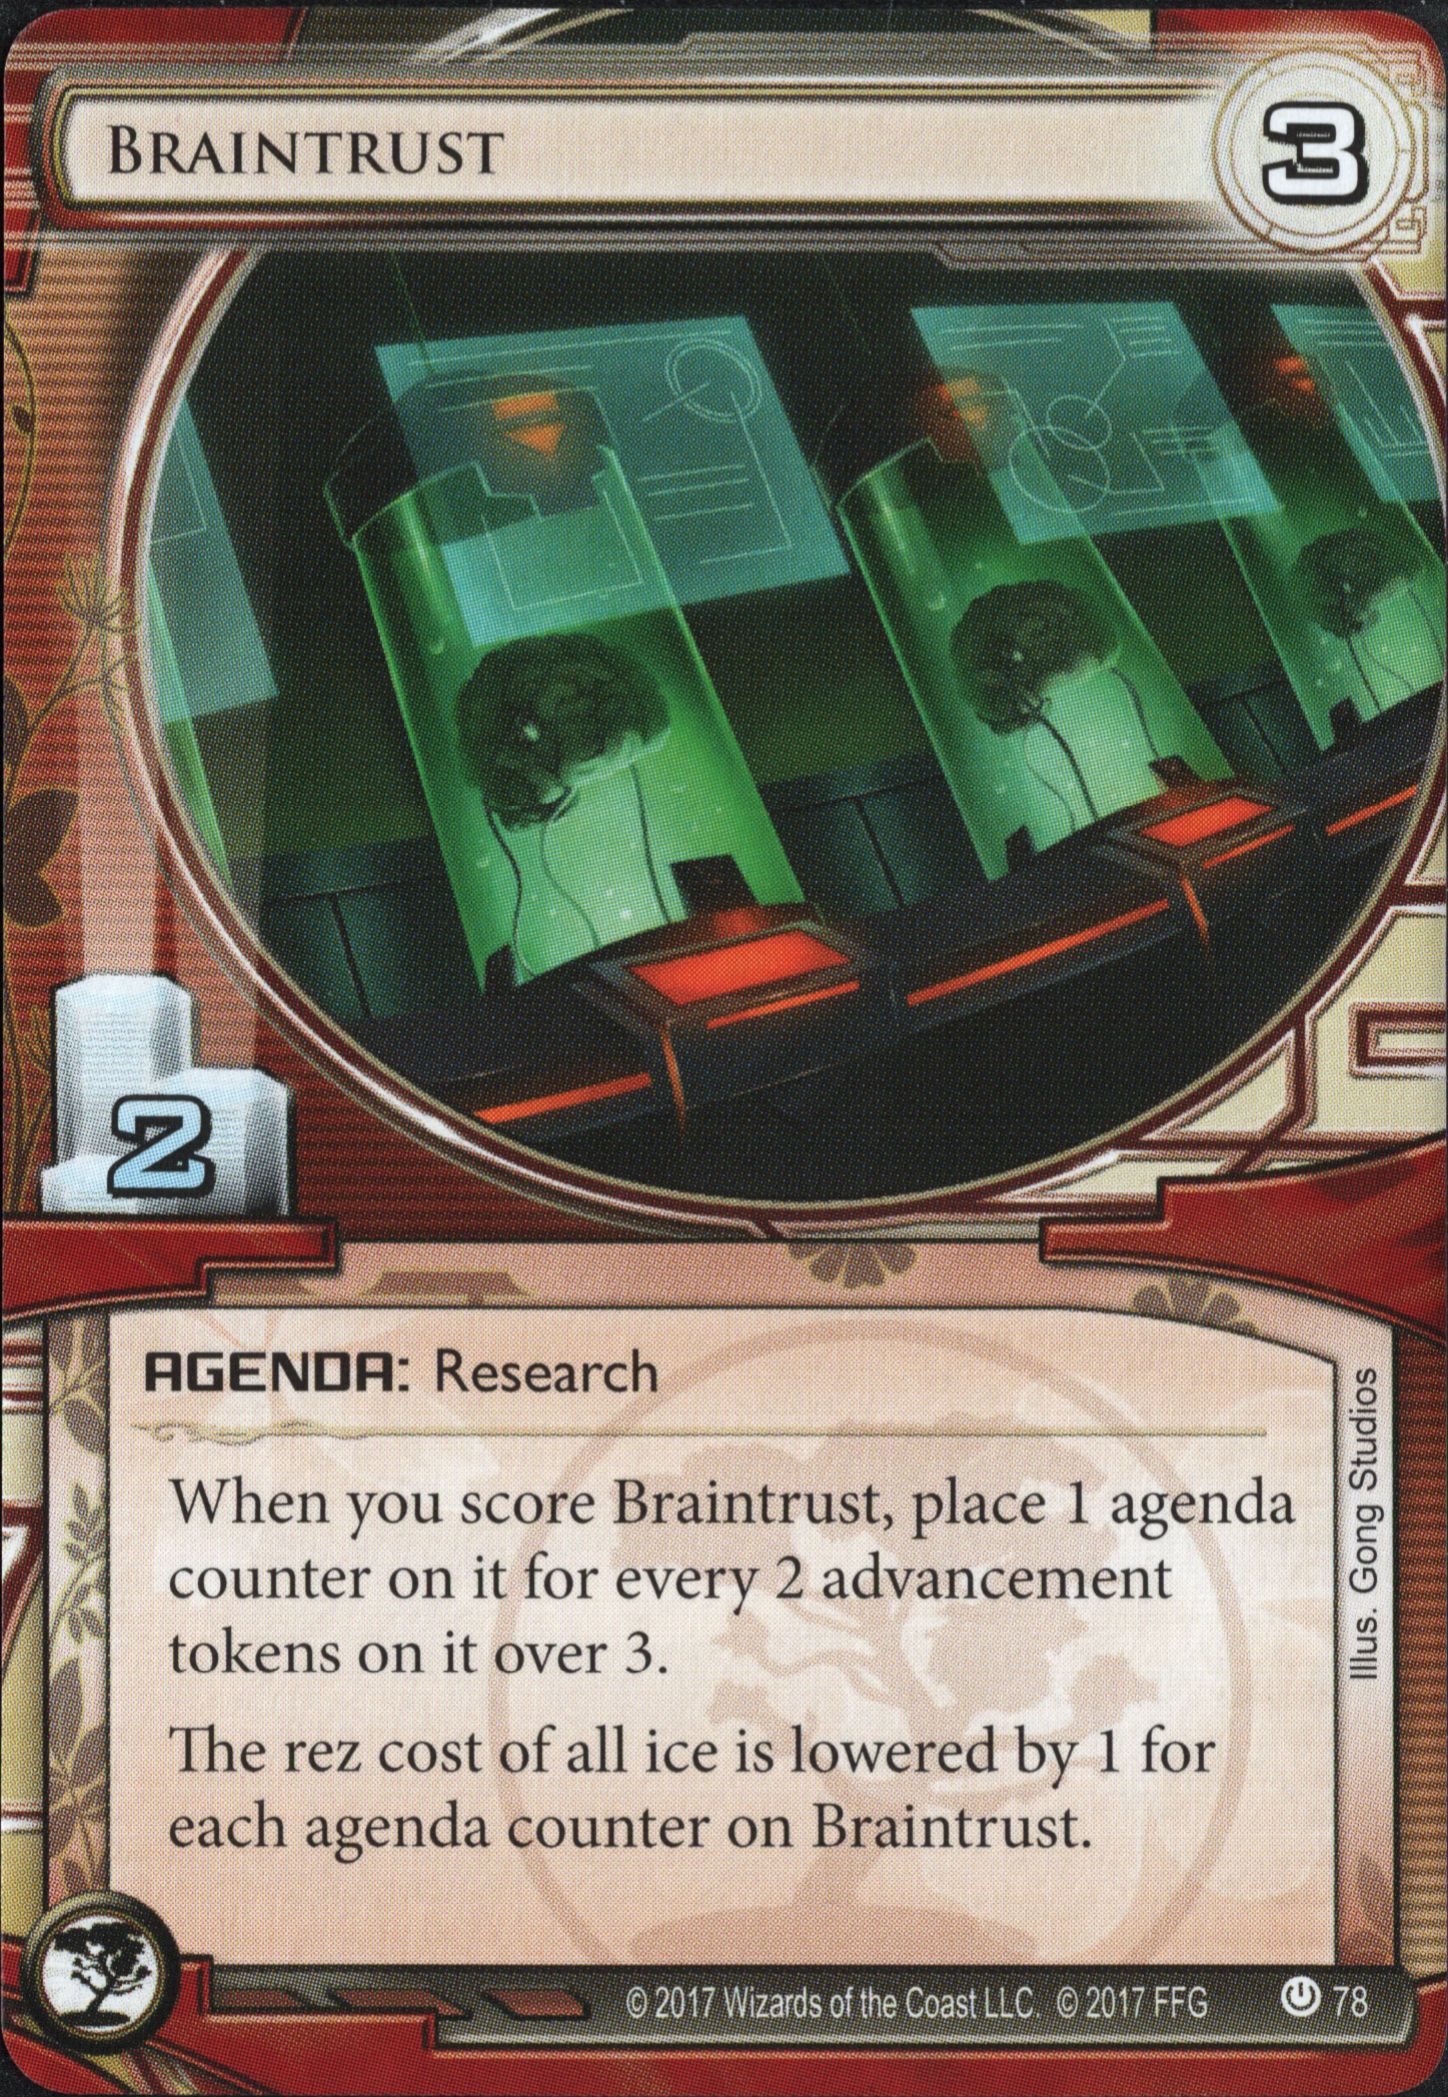 BRAINTRUST
3
2
AGENDA: Research
When you score Braintrust, place 1 agenda
counter on it for every 2 advancement
tokens on it over 3.
The rez cost of all ice is lowered by 1 for
each agenda counter on Braintrust.
Illus. Gong Studios
© 2017 Wizards of the Coast LLC. © 2017 FFG
78